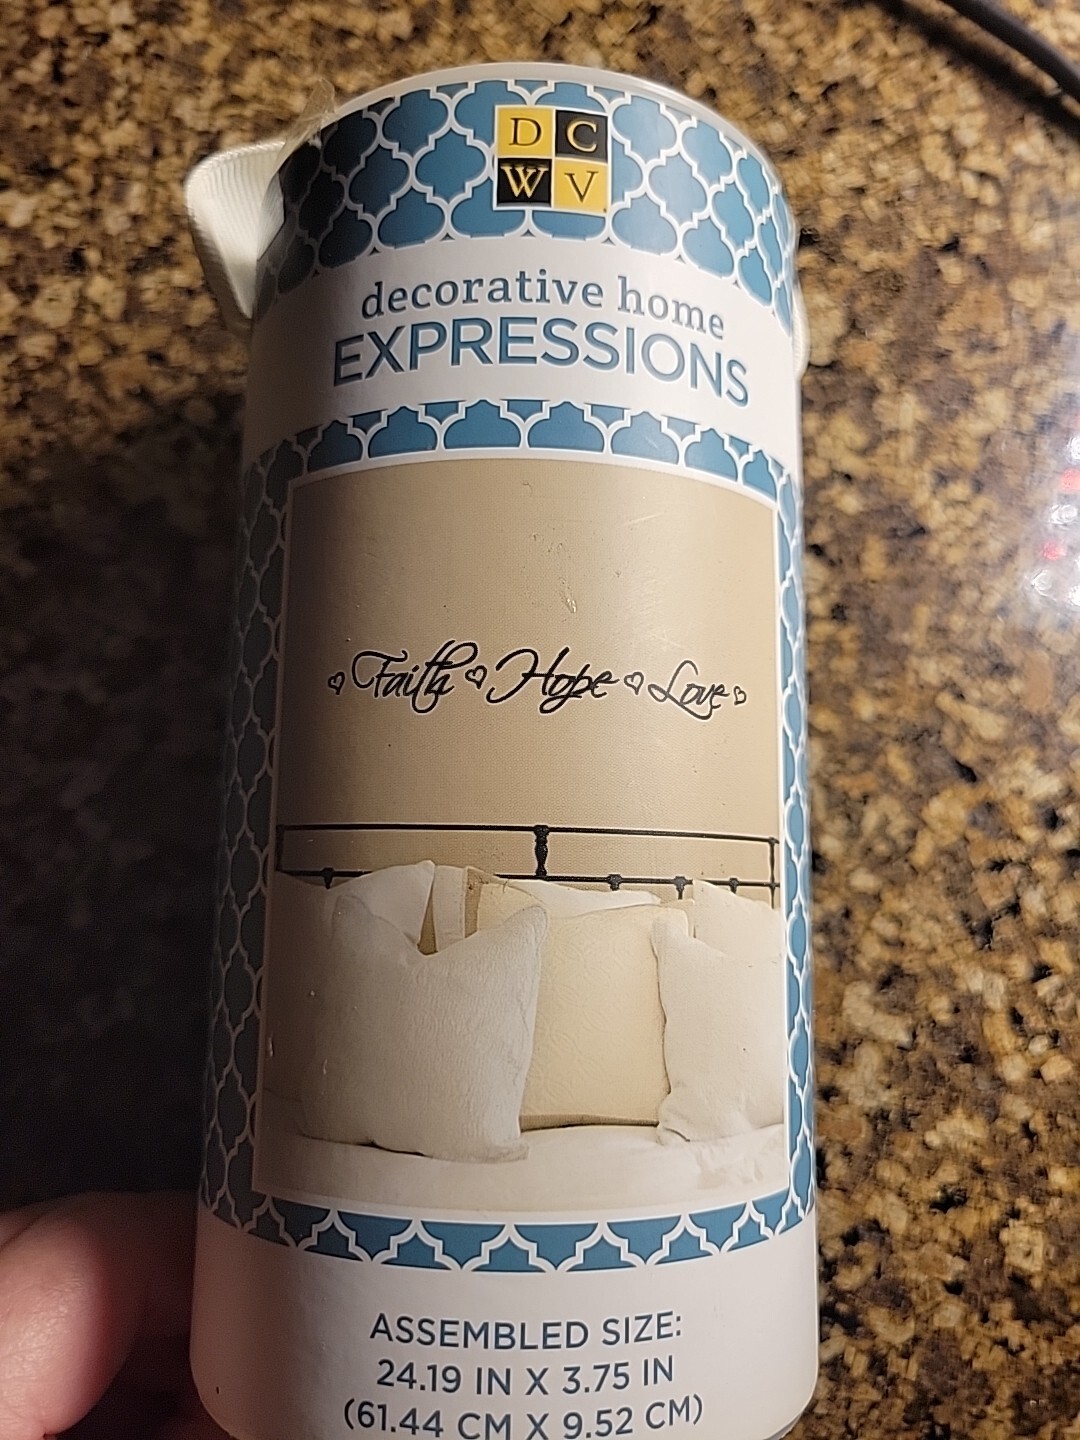 D C
W V
decorative home
EXPRESSIONS
Faith Hope Love
ASSEMBLED SIZE:
24.19 IN X 3.75 IN
(61.44 CM X 9.52 CM)